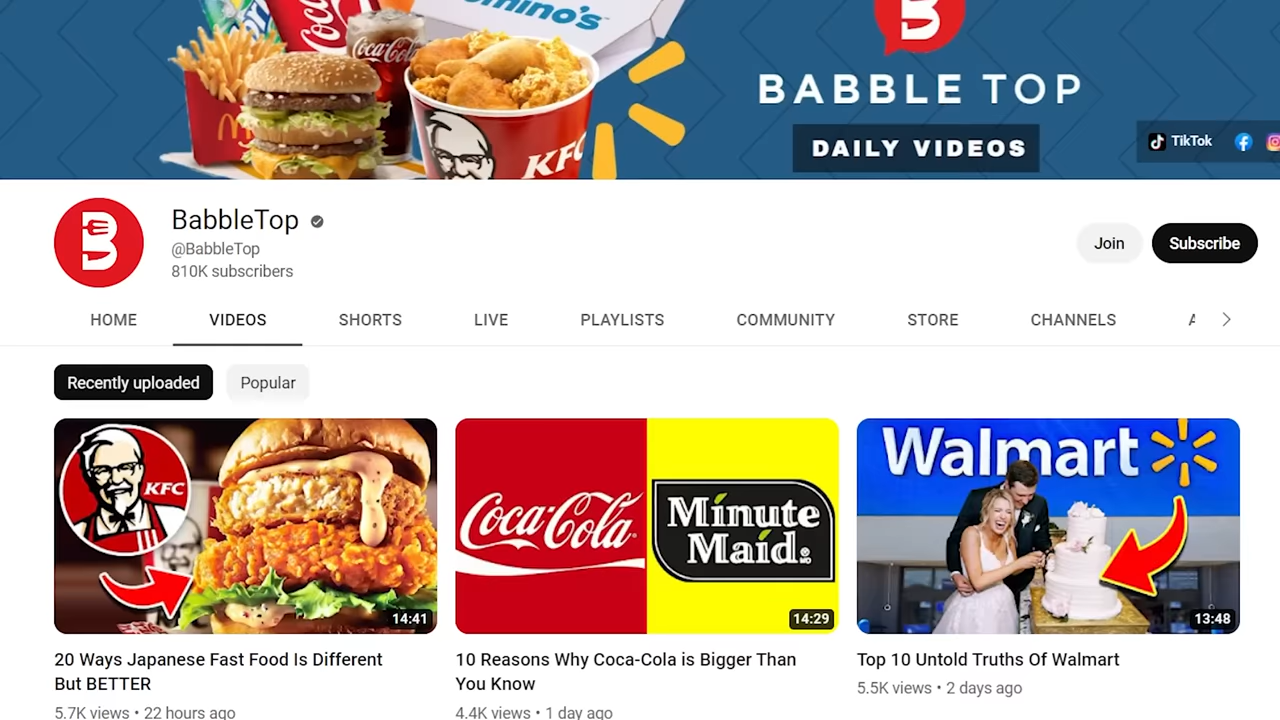 Coca-Cola
Coca-Cola
omino's
KFC
B
BABBLE TOP
DAILY VIDEOS
TikTok
BabbleTop
@BabbleTop
810K subscribers
Join
Subscribe
HOME VIDEOS SHORTS LIVE PLAYLISTS COMMUNITY STORE CHANNELS
Recently uploaded Popular
KFC
14:41
Coca-Cola
Minute
Maid
14:29
Walmart
13:48
20 Ways Japanese Fast Food Is Different
But BETTER
5.7K views • 22 hours ago
10 Reasons Why Coca-Cola is Bigger Than
You Know
4.4K views • 1 day ago
Top 10 Untold Truths Of Walmart
5.5K views • 2 days ago